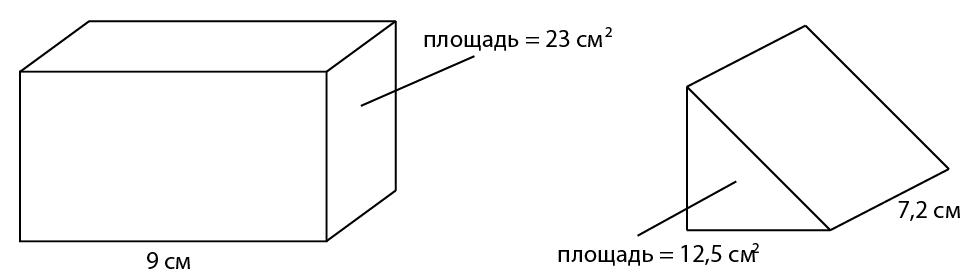 площадь = 23 см²
9 см
7,2 см
площадь = 12,5 см²